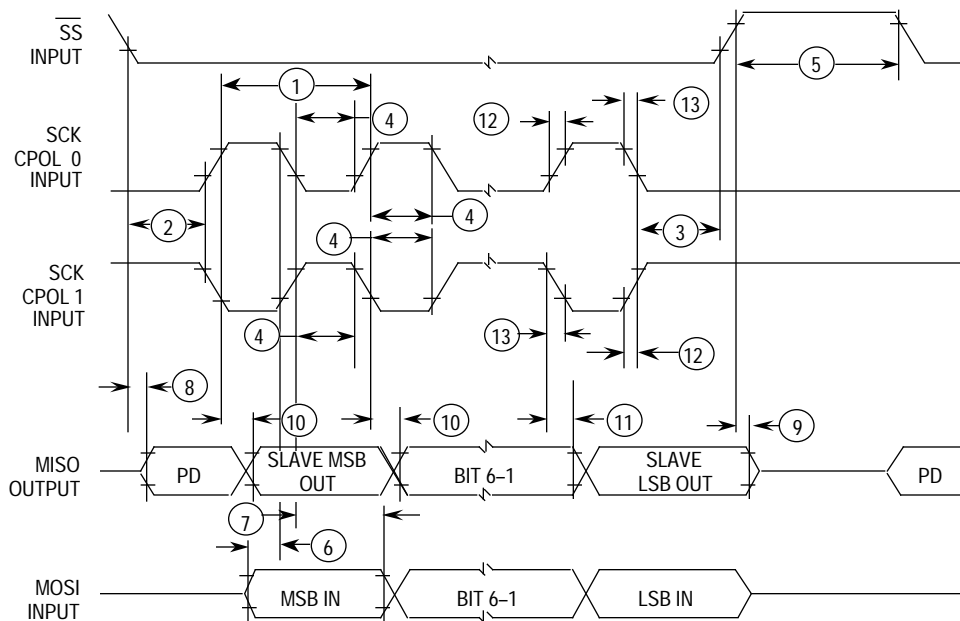 SS
INPUT
5
1
13
4
12
SCK
CPOL 0
INPUT
2
4
3
4
SCK
CPOL 1
INPUT
4
13
12
8
10
10
11
9
MISO
OUTPUT
PD
SLAVE MSB
OUT
BIT 6–1
SLAVE
LSB OUT
PD
7
6
MOSI
INPUT
MSB IN
BIT 6–1
LSB IN